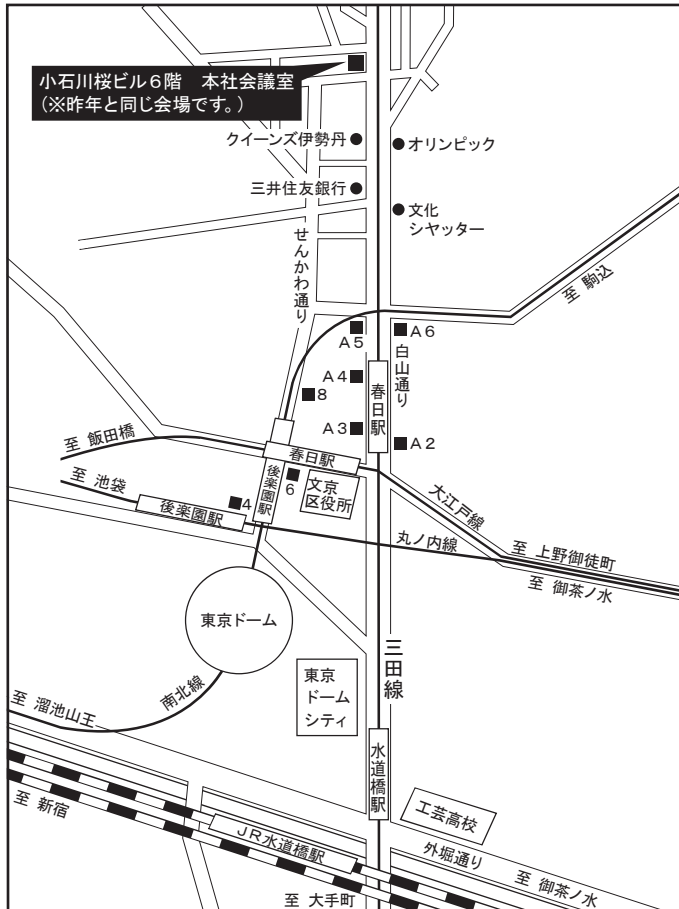 小石川桜ビル6階　本社会議室
（※昨年と同じ会場です。）
クイーンズ伊勢丹
オリンピック
三井住友銀行
文化
シヤッター
せんかわ通り
至 駒込
A5
A6
白山通り
A4
8
春日駅
A3
A2
至 飯田橋
春日駅
後楽園駅
6
文京
区役所
至 池袋
4
後楽園駅
大江戸線
丸ノ内線
至 上野御徒町
至 御茶ノ水
東京ドーム
三田線
東京
ドーム
シティ
南北線
至 溜池山王
水道橋駅
工芸高校
至 新宿
JR水道橋駅
外堀通り
至 御茶ノ水
至 大手町